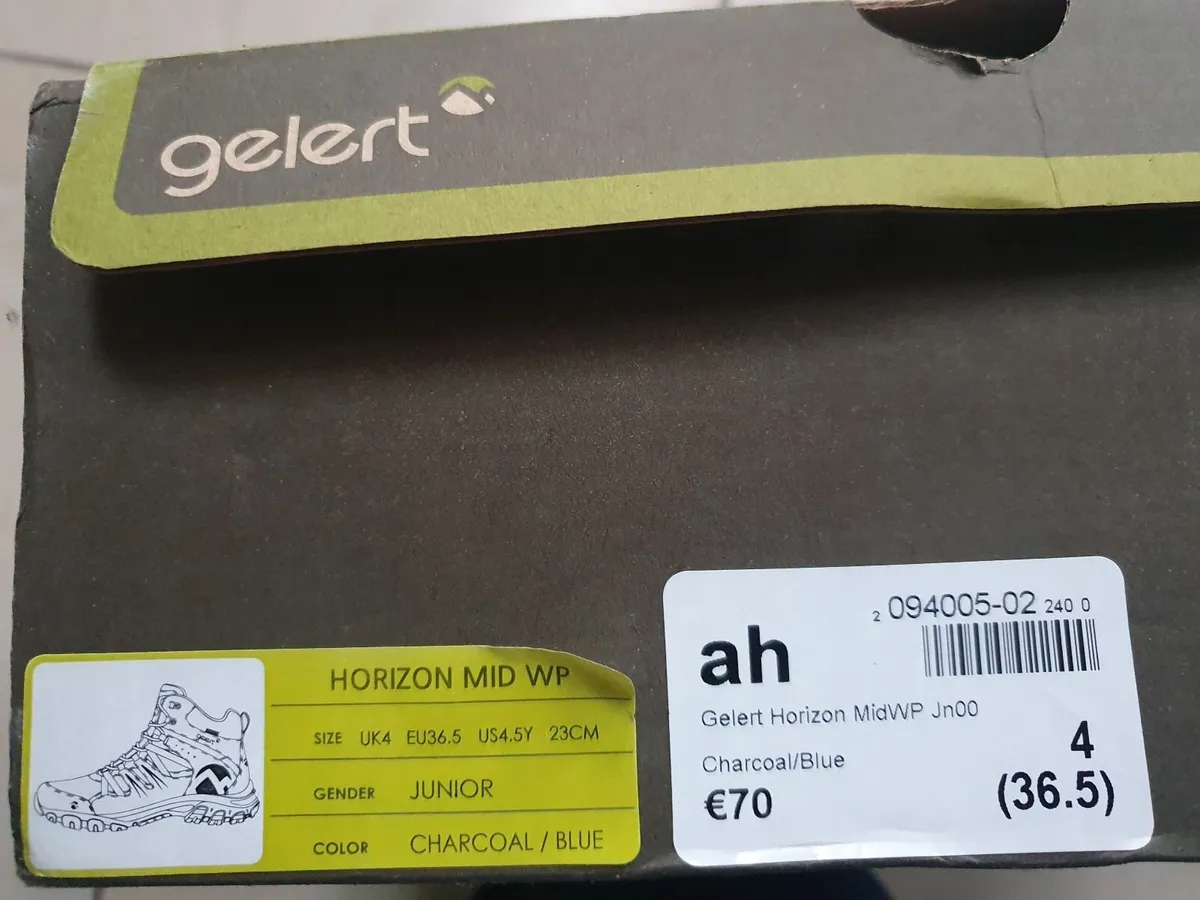 gelert
HORIZON MID WP
SIZE UK4 EU36.5 US4.5Y 23CM
GENDER JUNIOR
COLOR CHARCOAL / BLUE
2 094005-02 240 0
ah
Gelert Horizon MidWP Jn00
4
Charcoal/Blue
€70
(36.5)
gelert